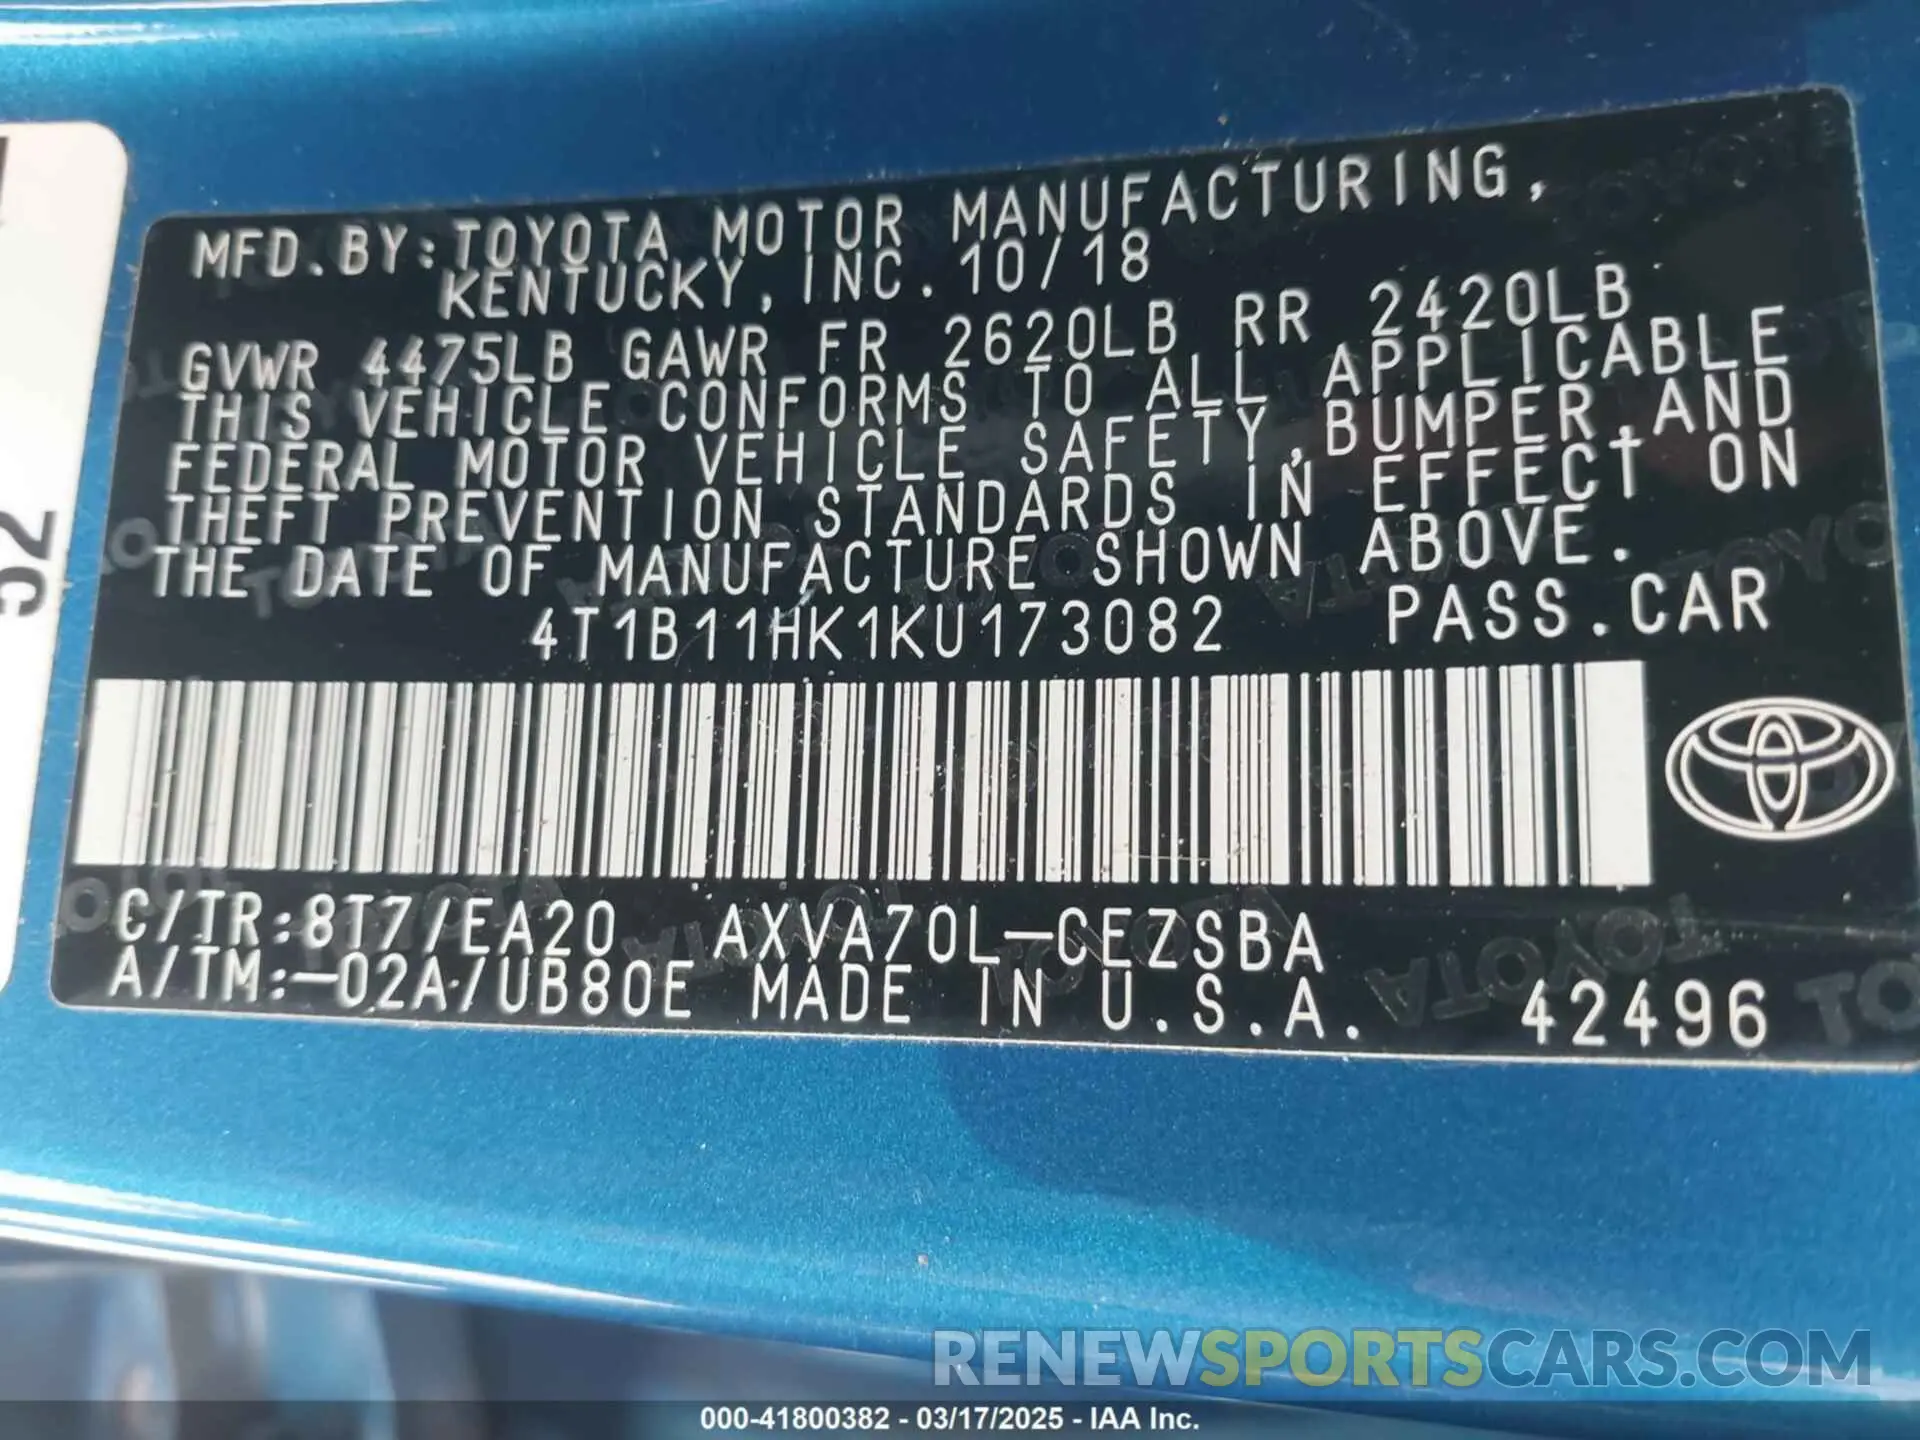 MFD.BY:TOYOTA MOTOR MANUFACTURING,
KENTUCKY, INC. 10/18
GVWR 4475LB GAWR FR 2620LB RR 2420LB
THIS VEHICLE CONFORMS TO ALL APPLICABLE
FEDERAL MOTOR VEHICLE SAFETY,BUMPER,AND
THEFT PREVENTION STANDARDS IN EFFECT ON
THE DATE OF MANUFACTURE SHOWN ABOVE.
4T1B11HK1KU173082 PASS.CAR
C/TR:8T7/EA20 AXVA70L-CEZSBA
A/TM:-02A/UB80E MADE IN U.S.A. 42496
52
RENEWSPORTSCARS.COM
000-41800382 - 03/17/2025 - IAA Inc.